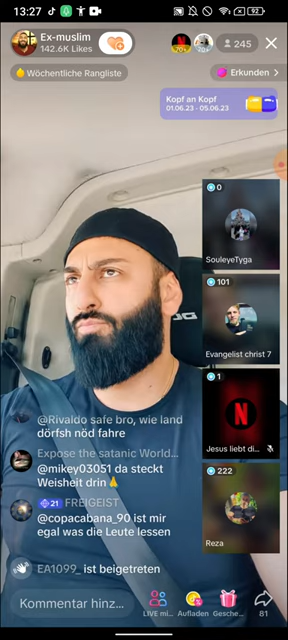 13:27
92
Ex-muslim
142.6K Likes
70+
70+
245
Wöchentliche Rangliste
Erkunden
Kopf an Kopf
01.06.23 - 05.06.23
0
SouleyeTyga
101
Evangelist christ 7
1
N
Jesus liebt di...
222
Reza
@Rivaldo safe bro, wie land
dörfsh nöd fahre
Expose the satanic World...
@mikey03051 da steckt
Weisheit drin🙏
21 FREIGEIST
@copacabana_90 ist mir
egal was die Leute lessen
EA1099_ ist beigetreten
Kommentar hinz...
LIVE mi...
Aufladen
Gesche...
81